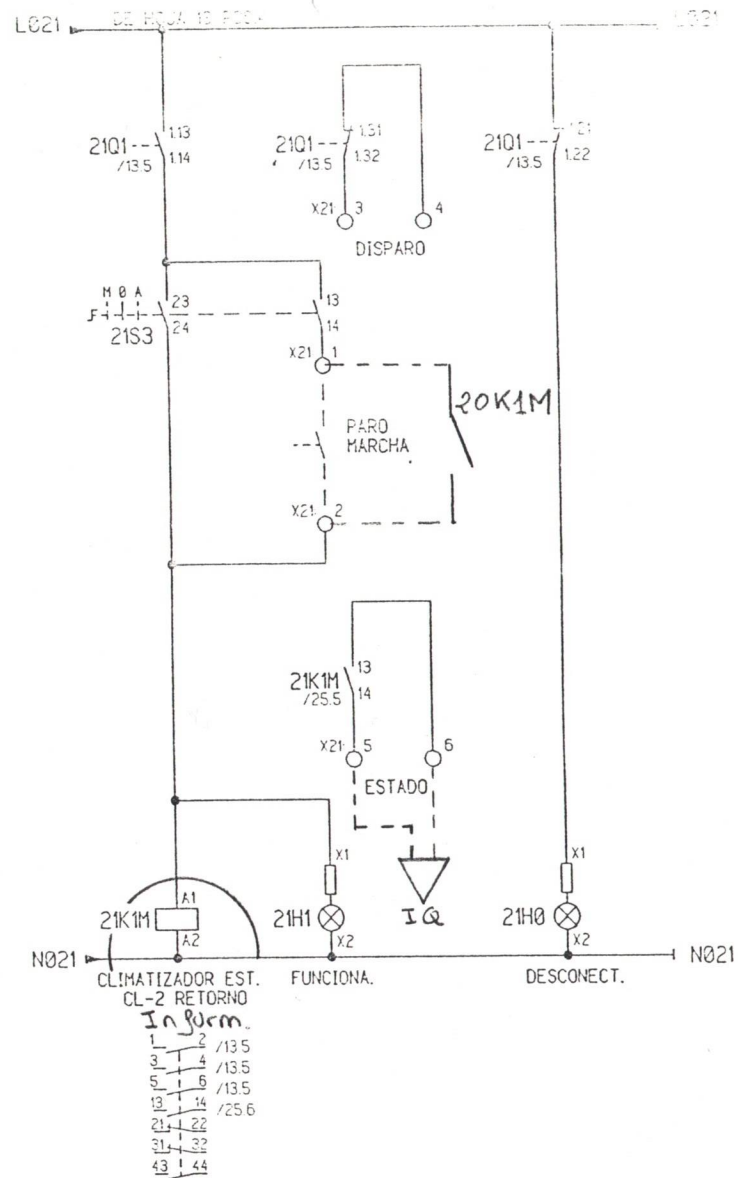 L021 DE HOJA L021
21Q1 1.13
/13.5 1.14
21Q1 1.31
/13.5 1.32
21Q1 .21
/13.5 1.22
X21 3 4
DISPARO
M 0 A
23
24
21S3
13
14
X21 1
20K1M
PARO
MARCHA
X21 2
21K1M 13
/25.5 14
X21 5 6
ESTADO
IQ
A1
21K1M
A2
X1
21H1
X2
X1
21H0
X2
N021 N021
CLIMATIZADOR EST.
CL-2 RETORNO
FUNCIONA.
DESCONECT.
Inform.
1 2 /13.5
3 4 /13.5
5 6 /13.5
13 14 /25.6
21 22
31 32
43 44